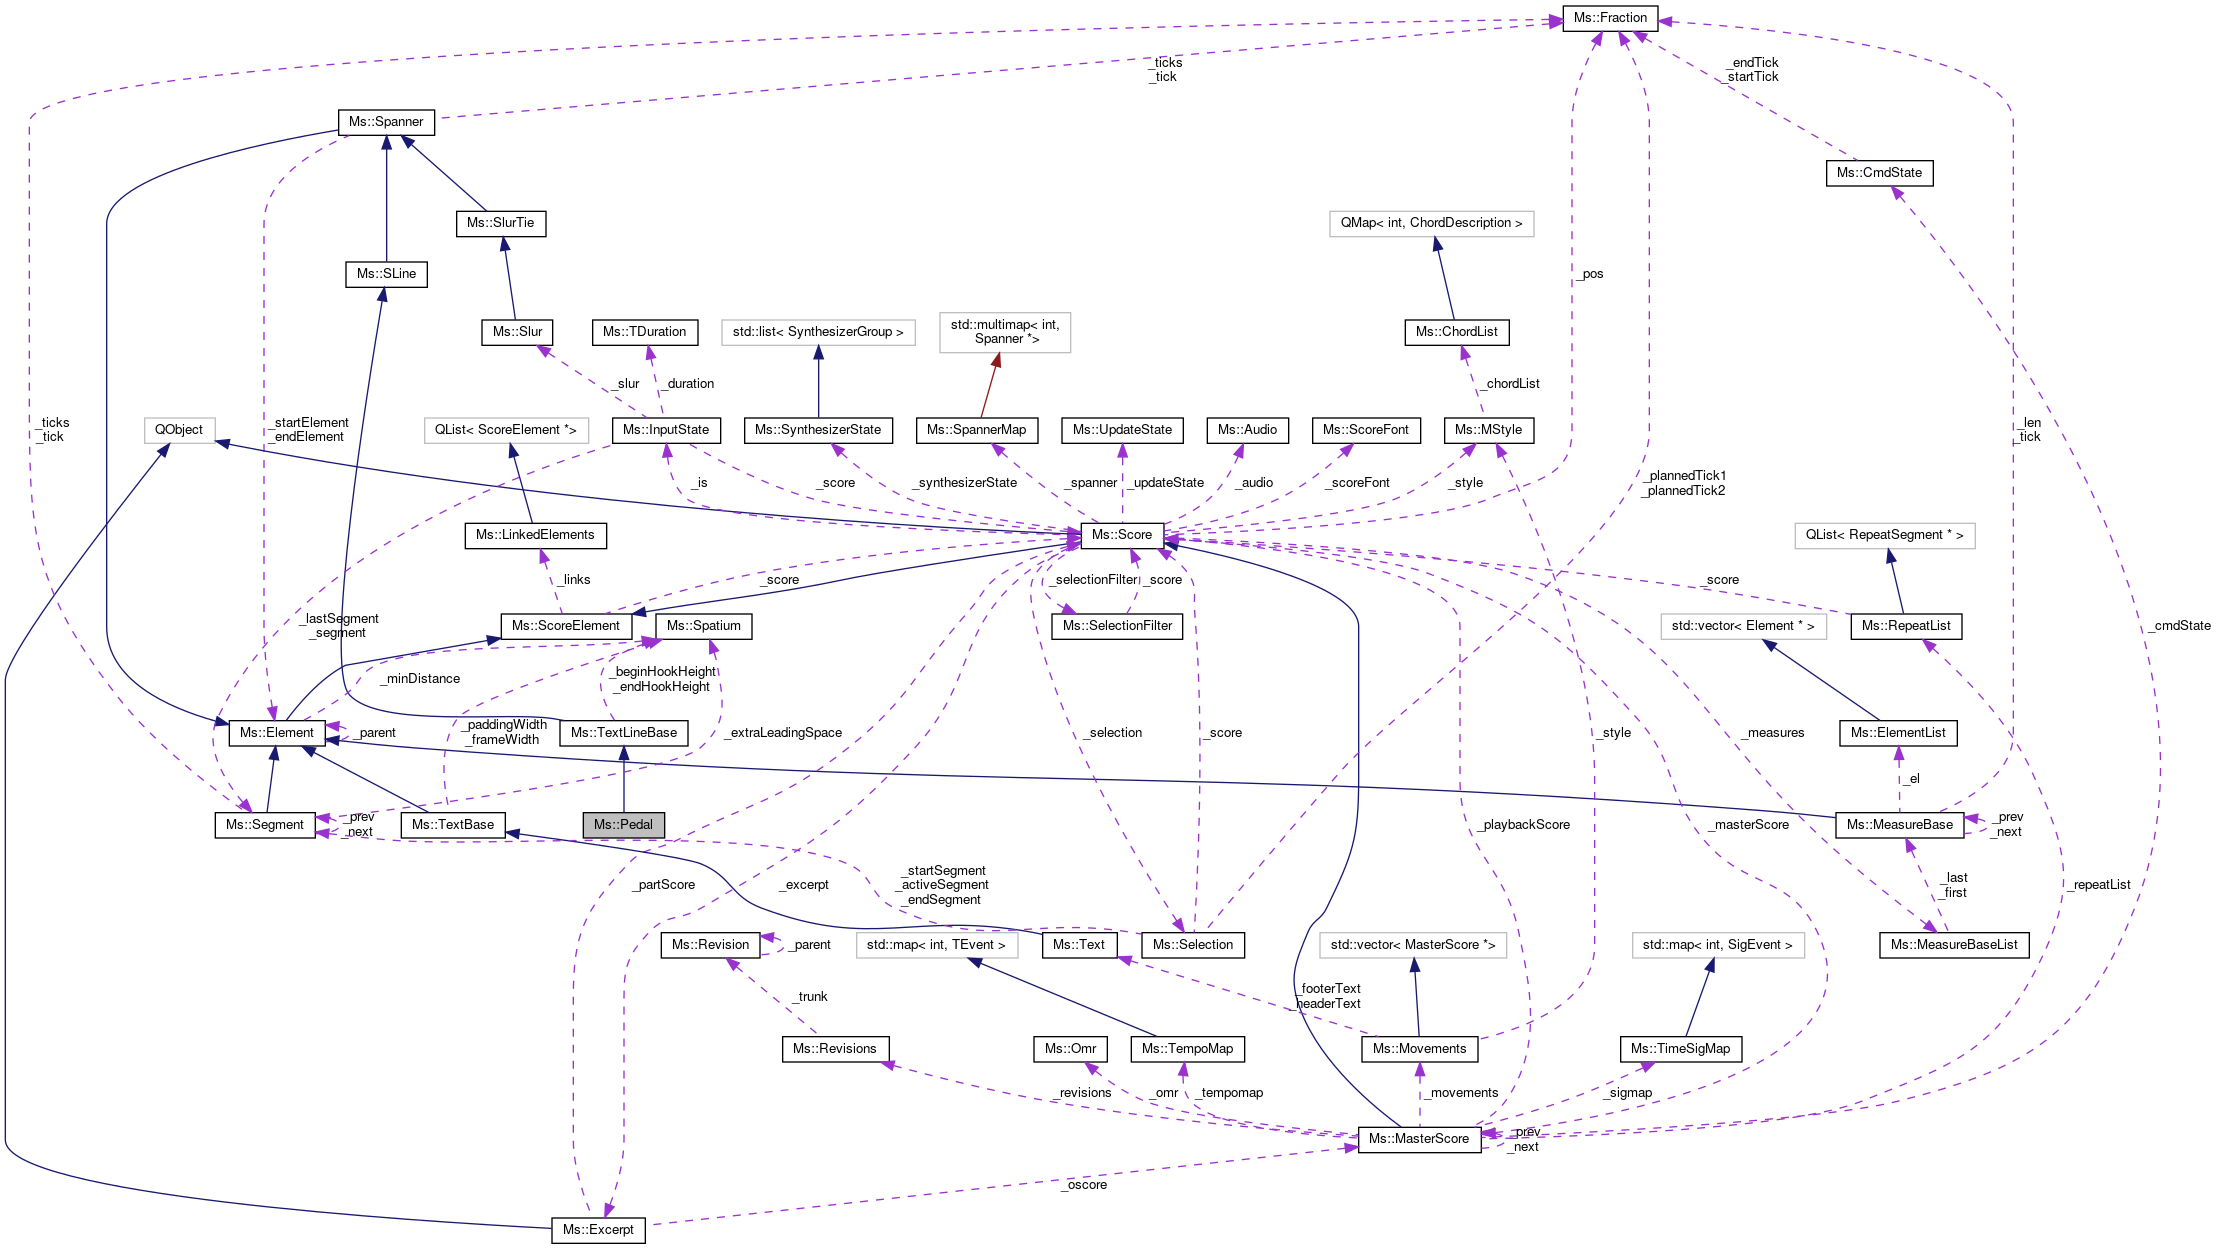 Ms::Fraction
_ticks
_tick
_endTick
_startTick
Ms::Spanner
Ms::CmdState
Ms::SlurTie
QMap< int, ChordDescription >
Ms::SLine
_pos
Ms::Slur
Ms::TDuration
std::list< SynthesizerGroup >
std::multimap< int,
Spanner *>
Ms::ChordList
_slur
_duration
_chordList
_ticks
_tick
QObject
_startElement
_endElement
QList< ScoreElement *>
Ms::InputState
Ms::SynthesizerState
Ms::SpannerMap
Ms::UpdateState
Ms::Audio
Ms::ScoreFont
Ms::MStyle
_len
_tick
_is
_score
_synthesizerState
_spanner
_updateState
_audio
_scoreFont
_style
_plannedTick1
_plannedTick2
Ms::LinkedElements
Ms::Score
QList< RepeatSegment * >
_links
_score
_selectionFilter
_score
_score
_lastSegment
_segment
Ms::ScoreElement
Ms::Spatium
Ms::SelectionFilter
std::vector< Element * >
Ms::RepeatList
_cmdState
_minDistance
_beginHookHeight
_endHookHeight
Ms::Element
_parent
_paddingWidth
_frameWidth
Ms::TextLineBase
_extraLeadingSpace
_selection
_score
_style
_measures
Ms::ElementList
_el
Ms::Segment
_prev
_next
Ms::TextBase
Ms::Pedal
_playbackScore
_masterScore
Ms::MeasureBase
_prev
_next
_partScore
_excerpt
_startSegment
_activeSegment
_endSegment
_last
_first
_repeatList
Ms::Revision
_parent
std::map< int, TEvent >
Ms::Text
Ms::Selection
std::vector< MasterScore *>
std::map< int, SigEvent >
Ms::MeasureBaseList
_trunk
_footerText
_headerText
Ms::Revisions
Ms::Omr
Ms::TempoMap
Ms::Movements
Ms::TimeSigMap
_revisions
_omr
_tempomap
_movements
_sigmap
Ms::MasterScore
_prev
_next
_oscore
Ms::Excerpt